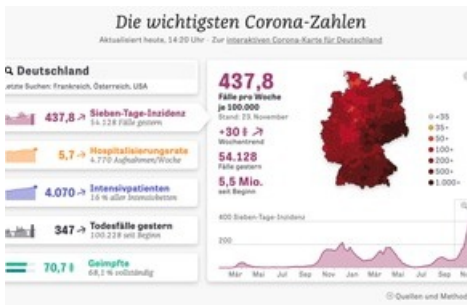 Die wichtigsten Corona-Zahlen
Aktualisiert heute, 14:20 Uhr · Zur interaktiven Corona-Karte für Deutschland
Deutschland
Letzte Suchen: Frankreich, Österreich, USA
437,8 Sieben-Tage-Inzidenz
54.128 Fälle gestern
5,7 Hospitalisierungsrate
4.770 Aufnahmen/Woche
4.070 Intensivpatienten
16 % aller Intensivbetten
347 Todesfälle gestern
100.228 seit Beginn
70,7 Geimpfte
68,1 % vollständig
437,8
Fälle pro Woche
je 100.000
Stand: 23. November
+30
Wochentrend
54.128
Fälle gestern
5,5 Mio.
seit Beginn
<35
35+
50+
100+
200+
500+
1.000+
400 Sieben-Tage-Inzidenz
200
Mär Mai Jul Sep Nov Jan Mär Mai Jul Sep
Quellen und Method